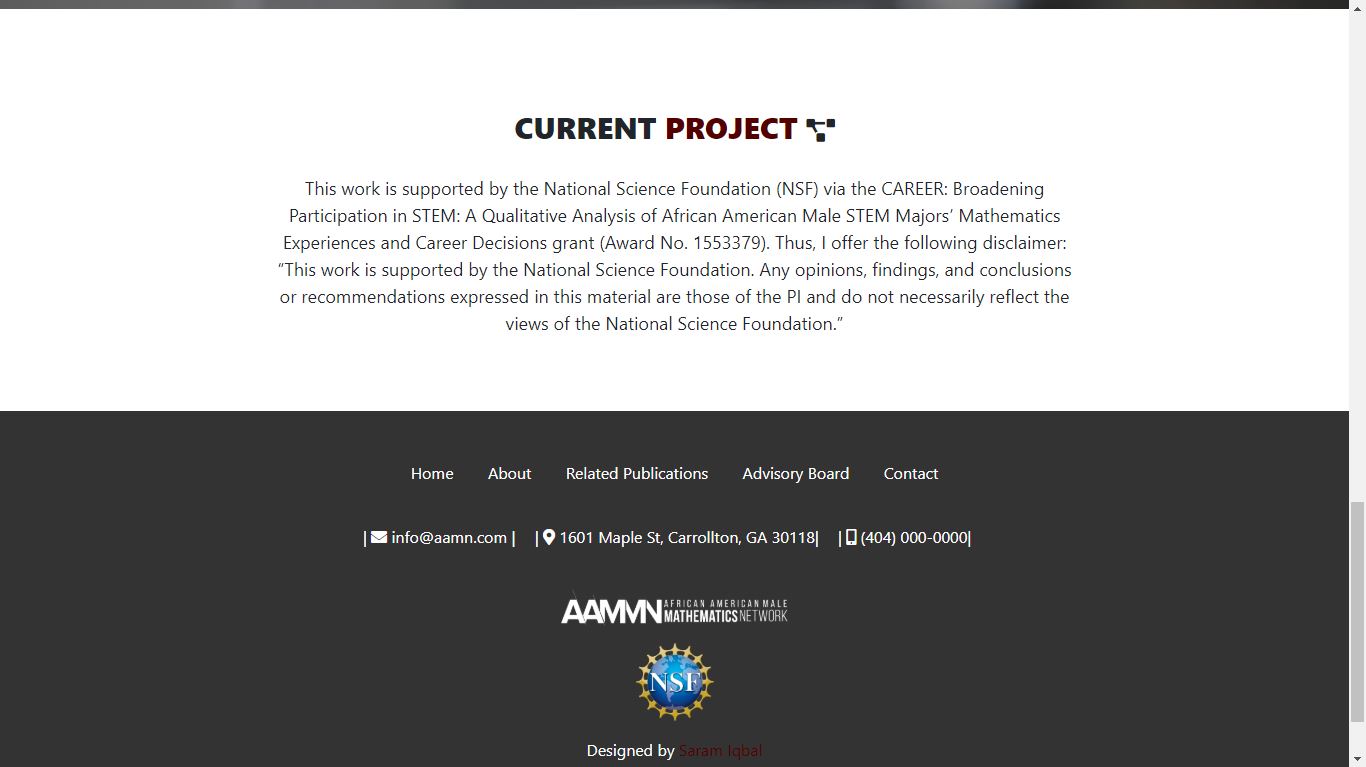 CURRENT PROJECT
This work is supported by the National Science Foundation (NSF) via the CAREER: Broadening
Participation in STEM: A Qualitative Analysis of African American Male STEM Majors’ Mathematics
Experiences and Career Decisions grant (Award No. 1553379). Thus, I offer the following disclaimer:
“This work is supported by the National Science Foundation. Any opinions, findings, and conclusions
or recommendations expressed in this material are those of the PI and do not necessarily reflect the
views of the National Science Foundation.”
Home About Related Publications Advisory Board Contact
| info@aamn.com | | 1601 Maple St, Carrollton, GA 30118| | (404) 000-0000|
AAMMN AFRICAN AMERICAN MALE
MATHEMATICS NETWORK
NSF
Designed by Saram Iqbal